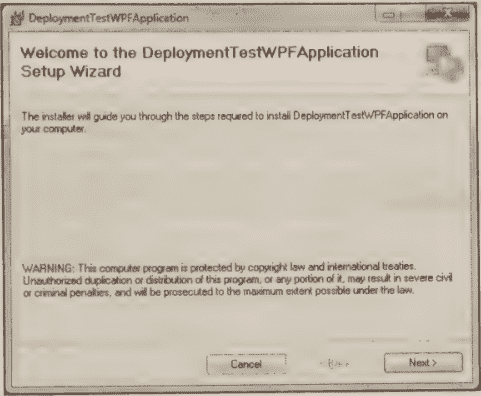 DeploymentTestWPFApplication
Welcome to the DeploymentTestWPFApplication
Setup Wizard
The installer will guide you through the steps required to install DeploymentTestWPFApplication on
your computer.
WARNING: This computer program is protected by copyright law and international treaties.
Unauthorized duplication or distribution of this program, or any portion of it, may result in severe civil
or criminal penalties, and will be prosecuted to the maximum extent possible under the law.
Cancel
Next >